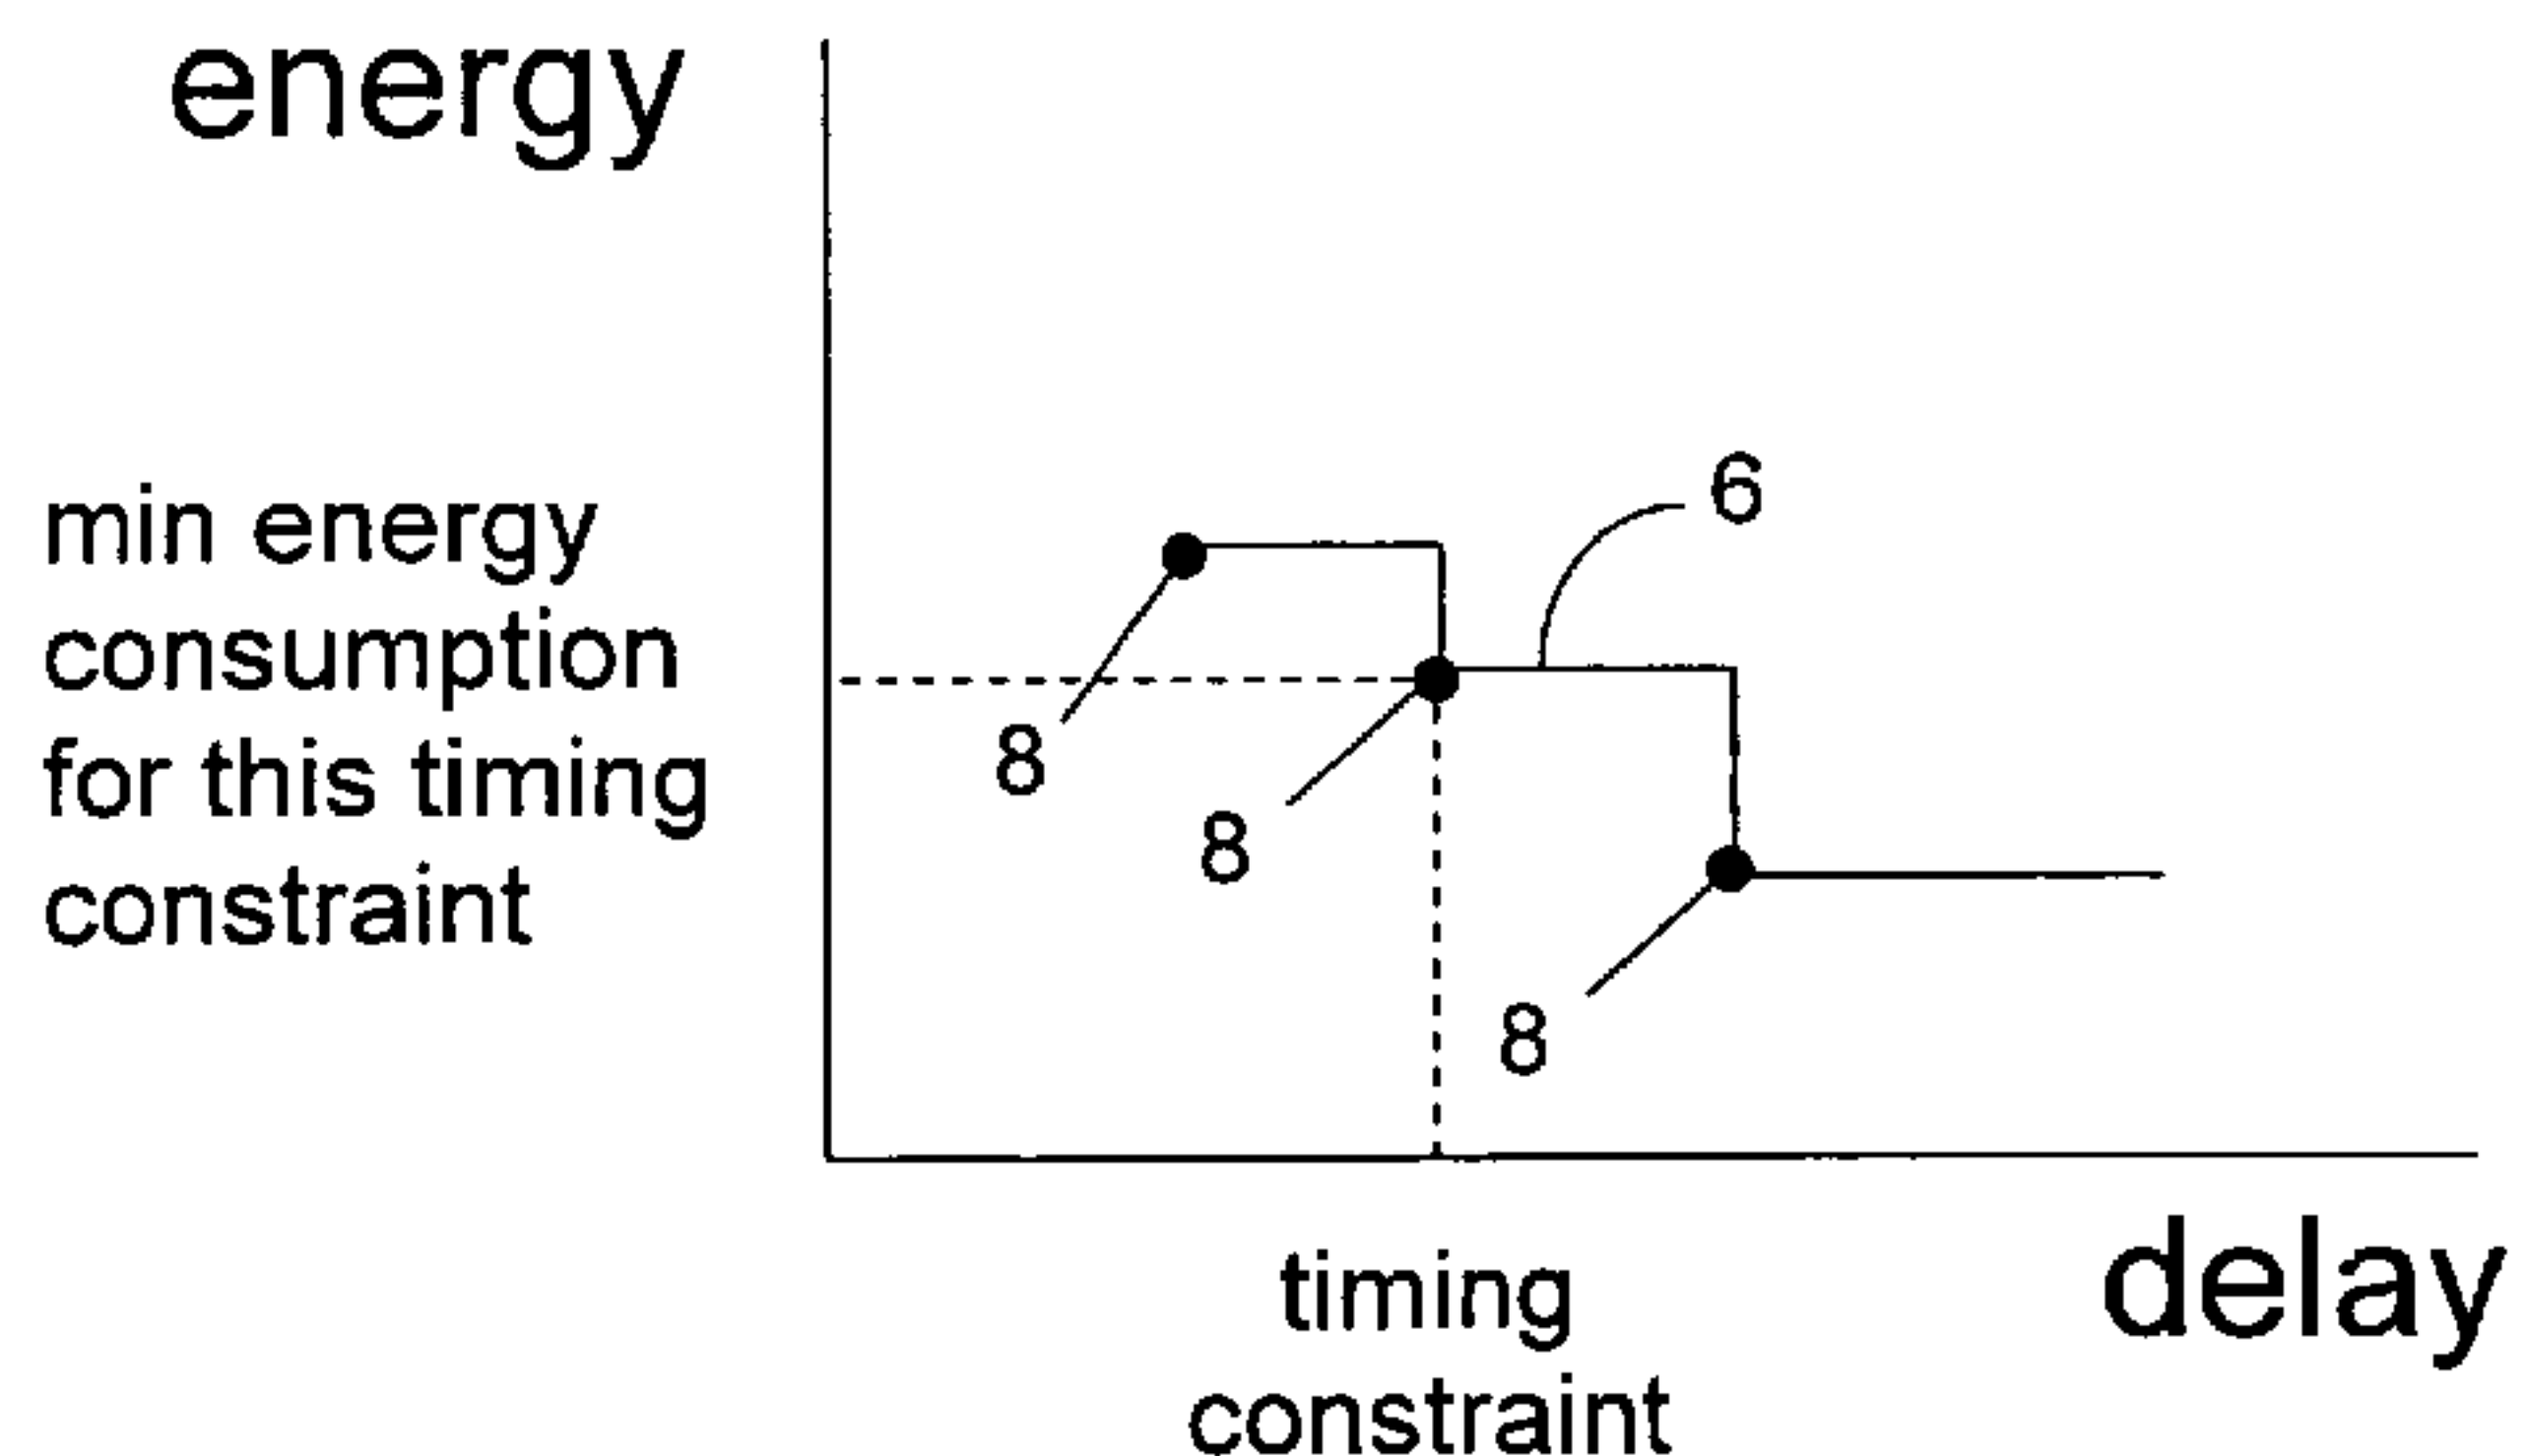 energy
min energy
consumption
for this timing
constraint
6
8
8
8
timing
constraint
delay